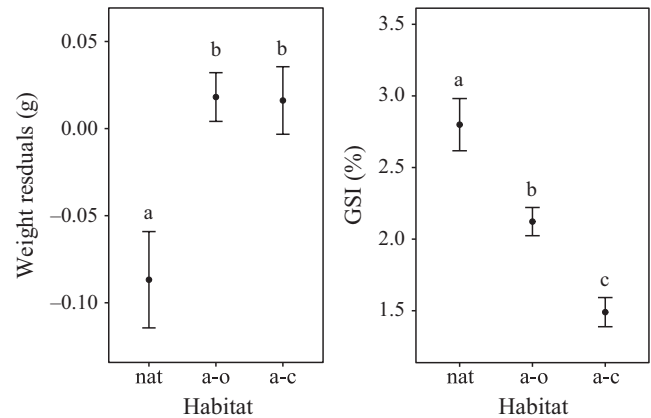 Weight resduals (g)
0.05
0.00
−0.05
−0.10
a
b
b
nat
a-o
a-c
Habitat
GSI (%)
3.5
3.0
2.5
2.0
1.5
a
b
c
nat
a-o
a-c
Habitat